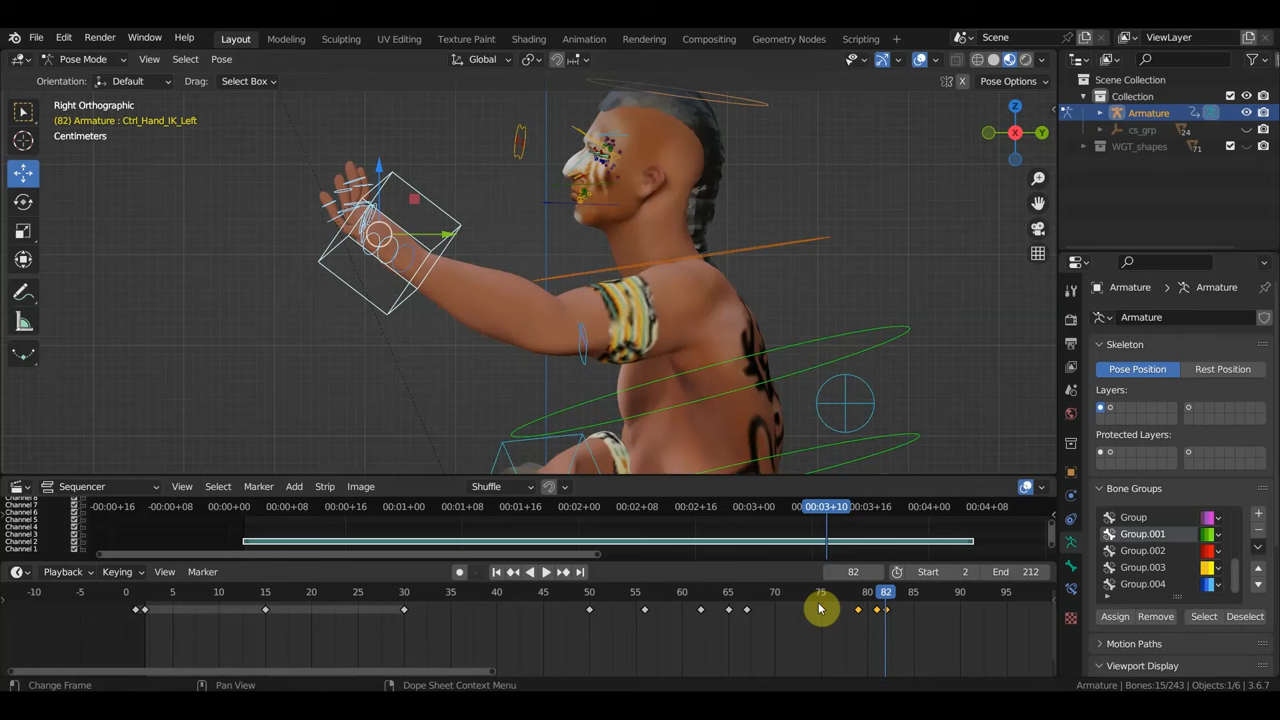 File Edit Render Window Help Layout Modeling Sculpting UV Editing Texture Paint Shading Animation Rendering Compositing Geometry Nodes Scripting + Scene ViewLayer
Pose Mode View Select Pose Global
Orientation: Default Drag: Select Box X Pose Options
Right Orthographic
(82) Armature : Ctrl_Hand_IK_Left
Centimeters
Z
X
Y
Scene Collection
Collection
Armature
cs_grp 24
WGT_shapes 71
Armature Armature
Armature
Skeleton
Pose Position Rest Position
Layers:
Protected Layers:
Bone Groups
Group
Group.001
Group.002
Group.003
Group.004
Assign Remove Select Deselect
Motion Paths
Viewport Display
Sequencer View Select Marker Add Strip Image Shuffle
Channel 7
Channel 6
Channel 5
Channel 4
Channel 3
Channel 2
Channel 1
-00:00+16 -00:00+08 00:00+00 00:00+08 00:00+16 00:01+00 00:01+08 00:01+16 00:02+00 00:02+08 00:02+16 00:03+00 00:03+10 00:03+16 00:04+00 00:04+08
Playback Keying View Marker 82 Start 2 End 212
-10 -5 0 5 10 15 20 25 30 35 40 45 50 55 60 65 70 75 80 82 85 90 95
Change Frame Pan View Dope Sheet Context Menu Armature | Bones:15/243 | Objects:1/6 | 3.6.7